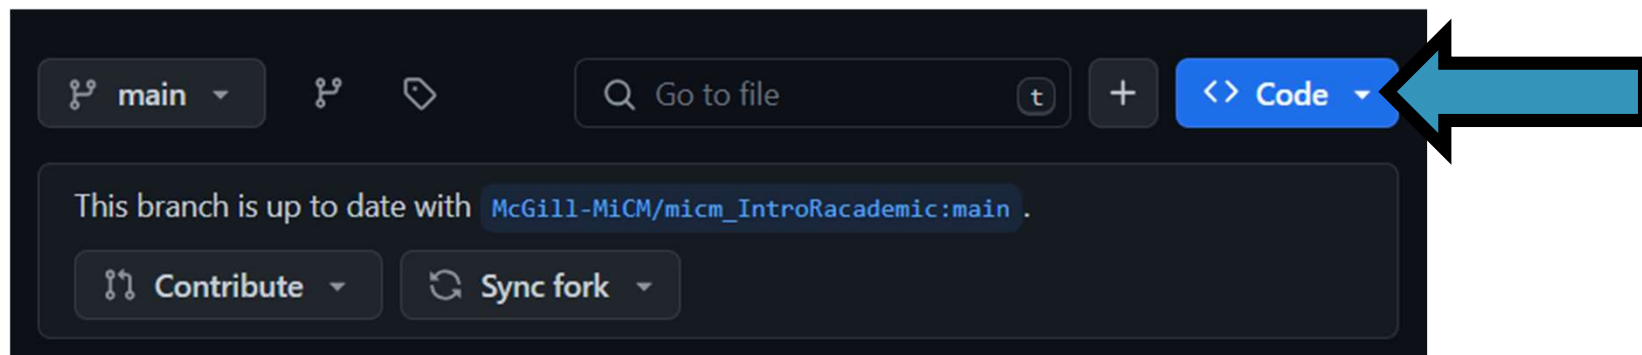 main Go to file t + <> Code
This branch is up to date with McGill-MiCM/micm_IntroRacademic:main .
Contribute Sync fork